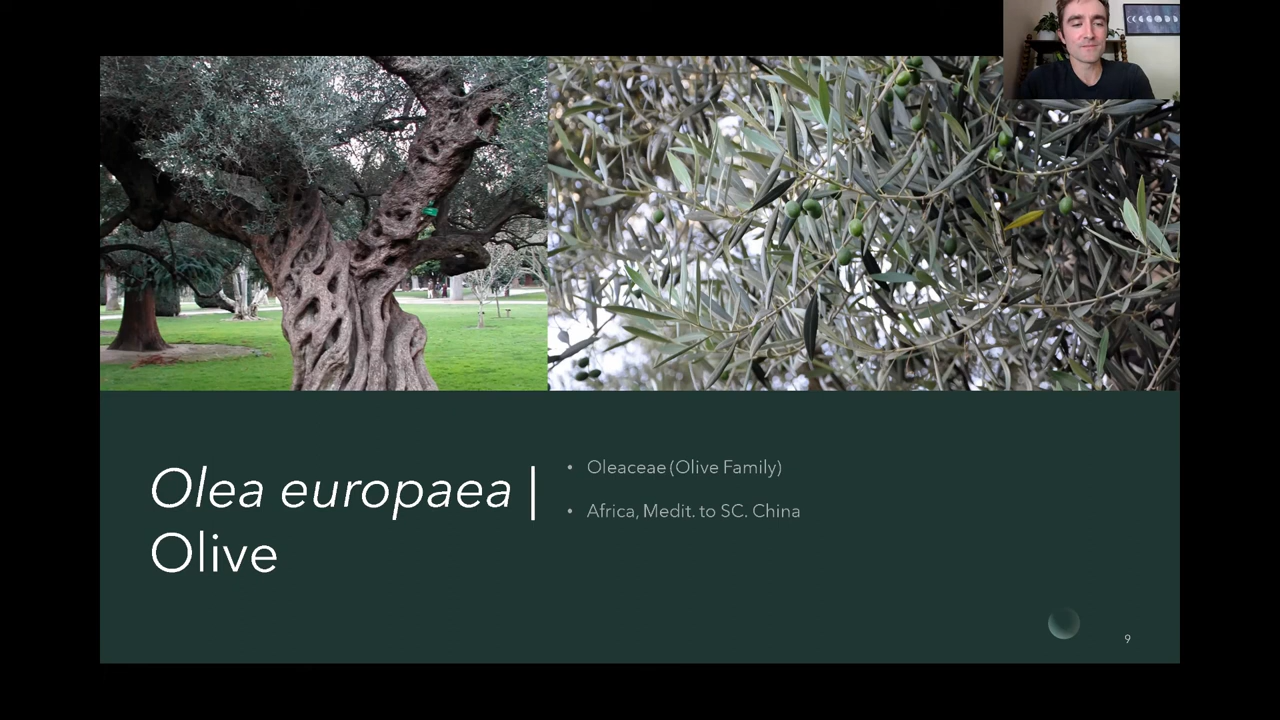 Olea europaea |
Olive
• Oleaceae (Olive Family)
• Africa, Medit. to SC. China
9